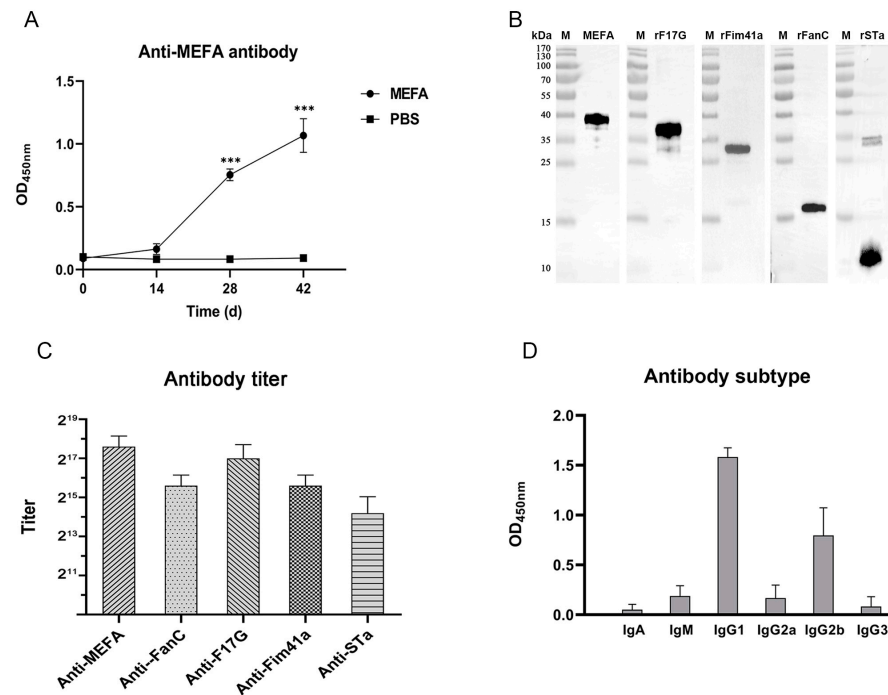 A
Anti-MEFA antibody
OD450nm
1.5
1.0
0.5
0.0
***
***
MEFA
PBS
0 14 28 42
Time (d)
B
kDa M MEFA M rF17G M rFim41a M rFanC M rSTa
170
130
100
70
55
40
35
25
15
10
C
Antibody titer
Titer
2^19
2^17
2^15
2^13
2^11
Anti-MEFA
Anti--FanC
Anti-F17G
Anti-Fim41a
Anti-STa
D
Antibody subtype
OD450nm
2.0
1.5
1.0
0.5
0.0
IgA IgM IgG1 IgG2a IgG2b IgG3